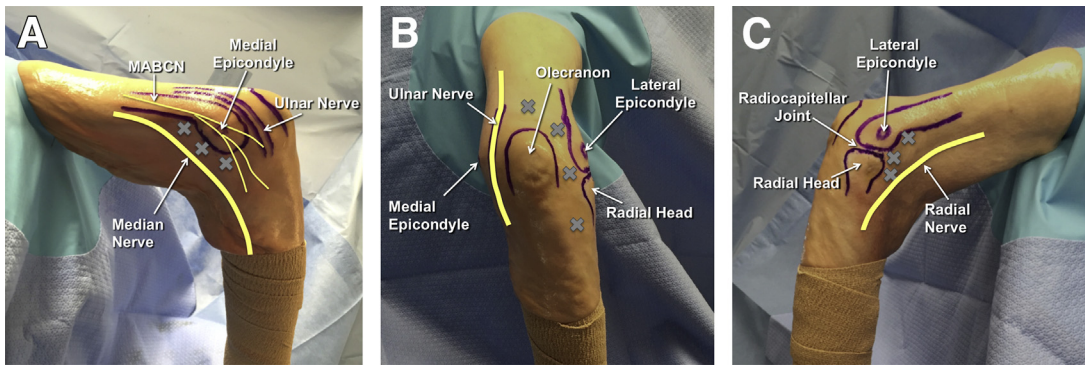 A
MABCN
Medial
Epicondyle
Ulnar Nerve
Median
Nerve
B
Ulnar Nerve
Olecranon
Lateral
Epicondyle
Medial
Epicondyle
Radial Head
C
Lateral
Epicondyle
Radiocapitellar
Joint
Radial Head
Radial
Nerve